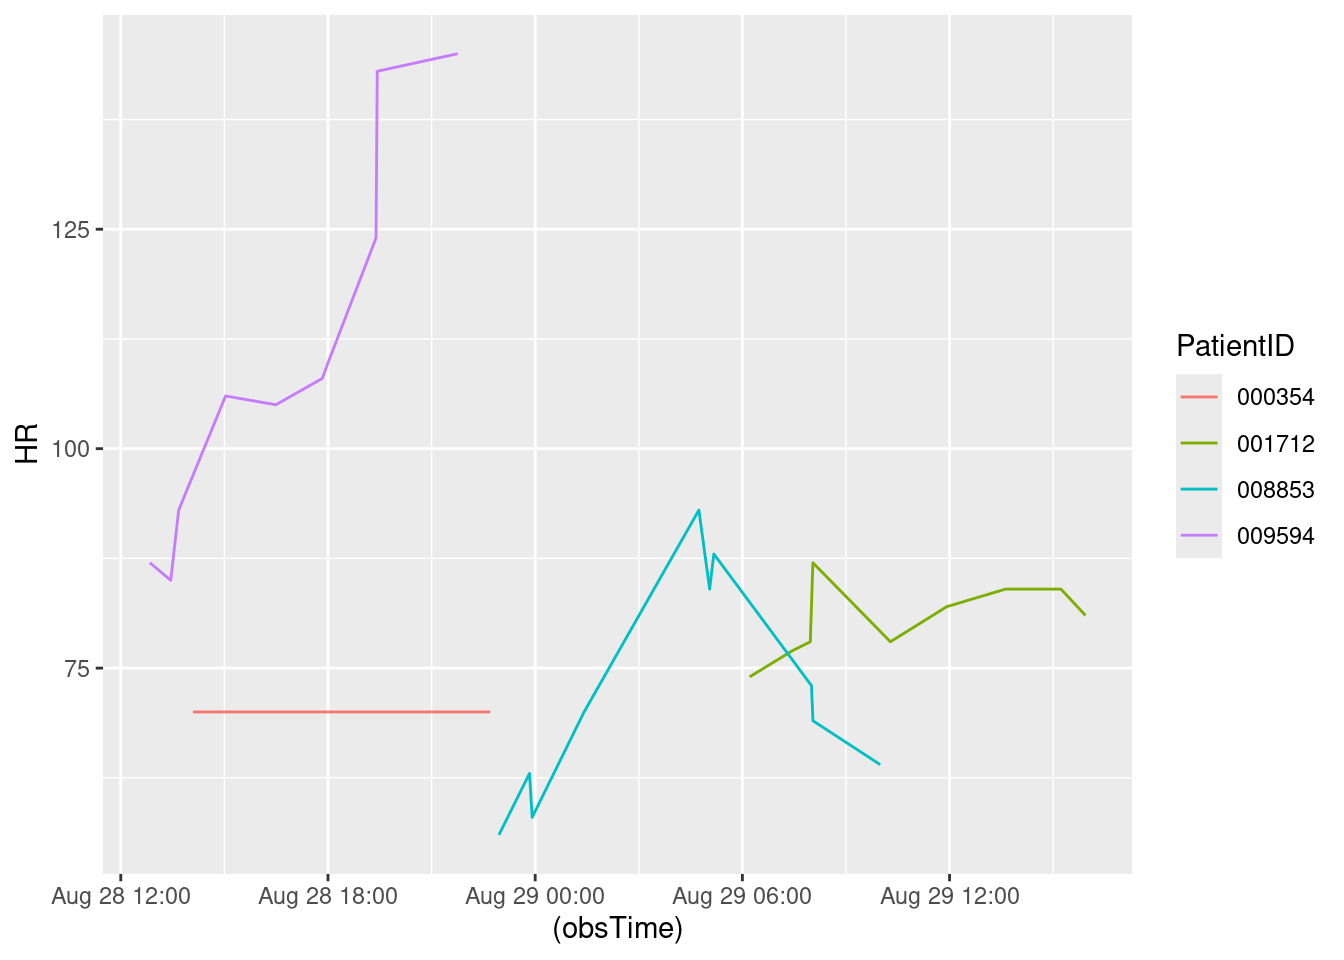 125
100
75
HR
Aug 28 12:00
Aug 28 18:00
Aug 29 00:00
Aug 29 06:00
Aug 29 12:00
(obsTime)
PatientID
000354
001712
008853
009594